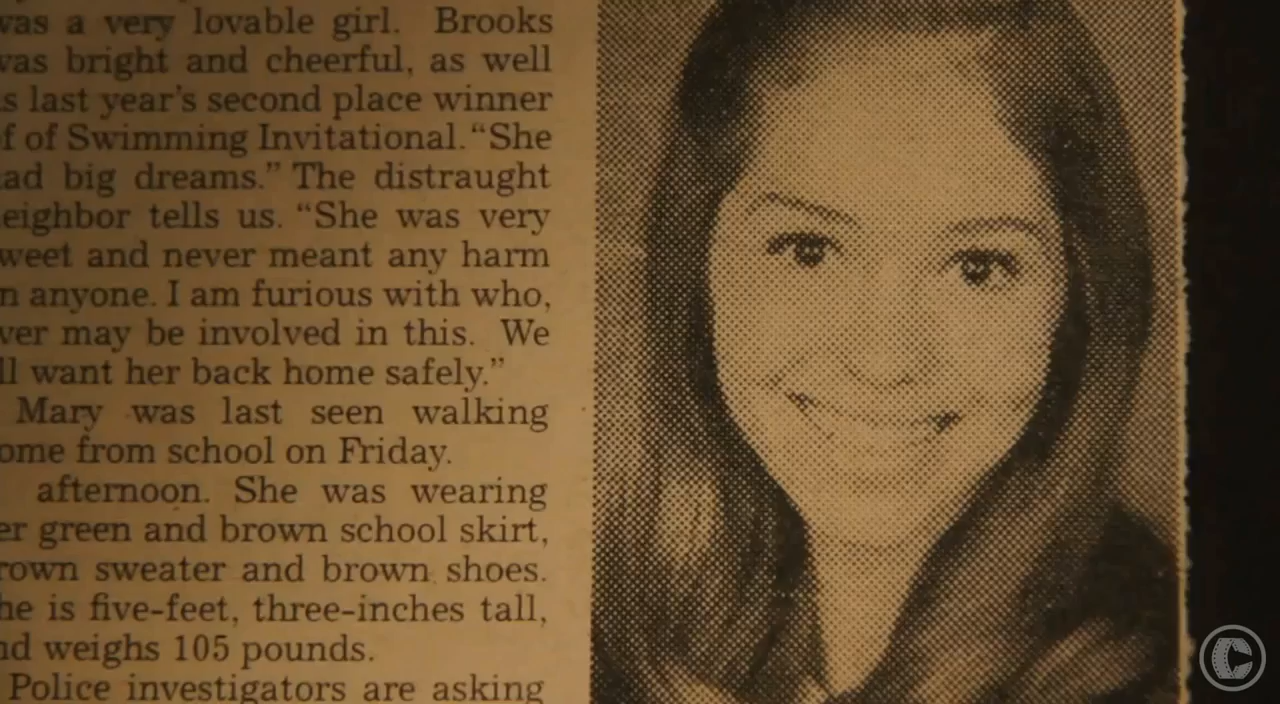 was a very lovable girl. Brooks
was bright and cheerful, as well
s last year's second place winner
f of Swimming Invitational. “She
ad big dreams.” The distraught
eighbor tells us. “She was very
weet and never meant any harm
n anyone. I am furious with who,
ver may be involved in this. We
ll want her back home safely.”
Mary was last seen walking
ome from school on Friday.
afternoon. She was wearing
er green and brown school skirt,
rown sweater and brown shoes.
he is five-feet, three-inches tall,
nd weighs 105 pounds.
Police investigators are asking
C